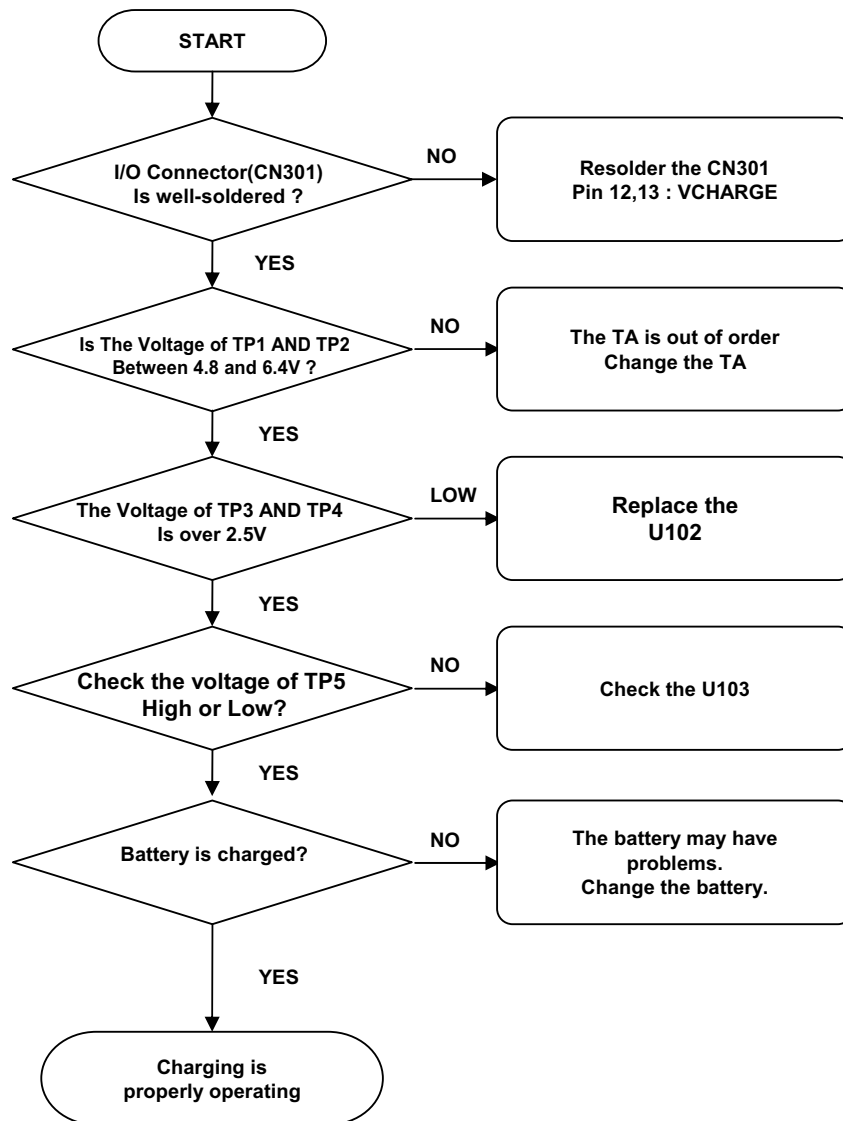 START
I/O Connector(CN301)
Is well-soldered ?
NO
Resolder the CN301
Pin 12,13 : VCHARGE
YES
Is The Voltage of TP1 AND TP2
Between 4.8 and 6.4V ?
NO
The TA is out of order
Change the TA
YES
The Voltage of TP3 AND TP4
Is over 2.5V
LOW
Replace the
U102
YES
Check the voltage of TP5
High or Low?
NO
Check the U103
YES
Battery is charged?
NO
The battery may have
problems.
Change the battery.
YES
Charging is
properly operating